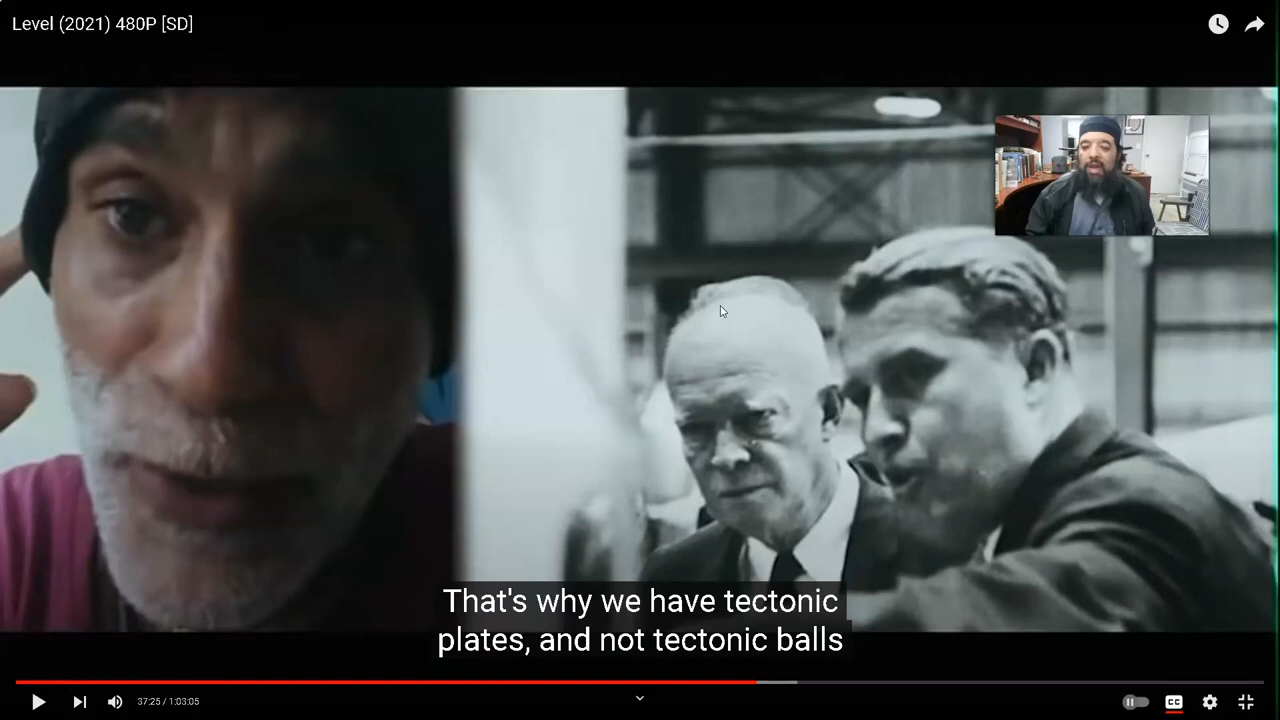 Level (2021) 480P [SD]
That's why we have tectonic
plates, and not tectonic balls
37:25 / 1:03:05
CC